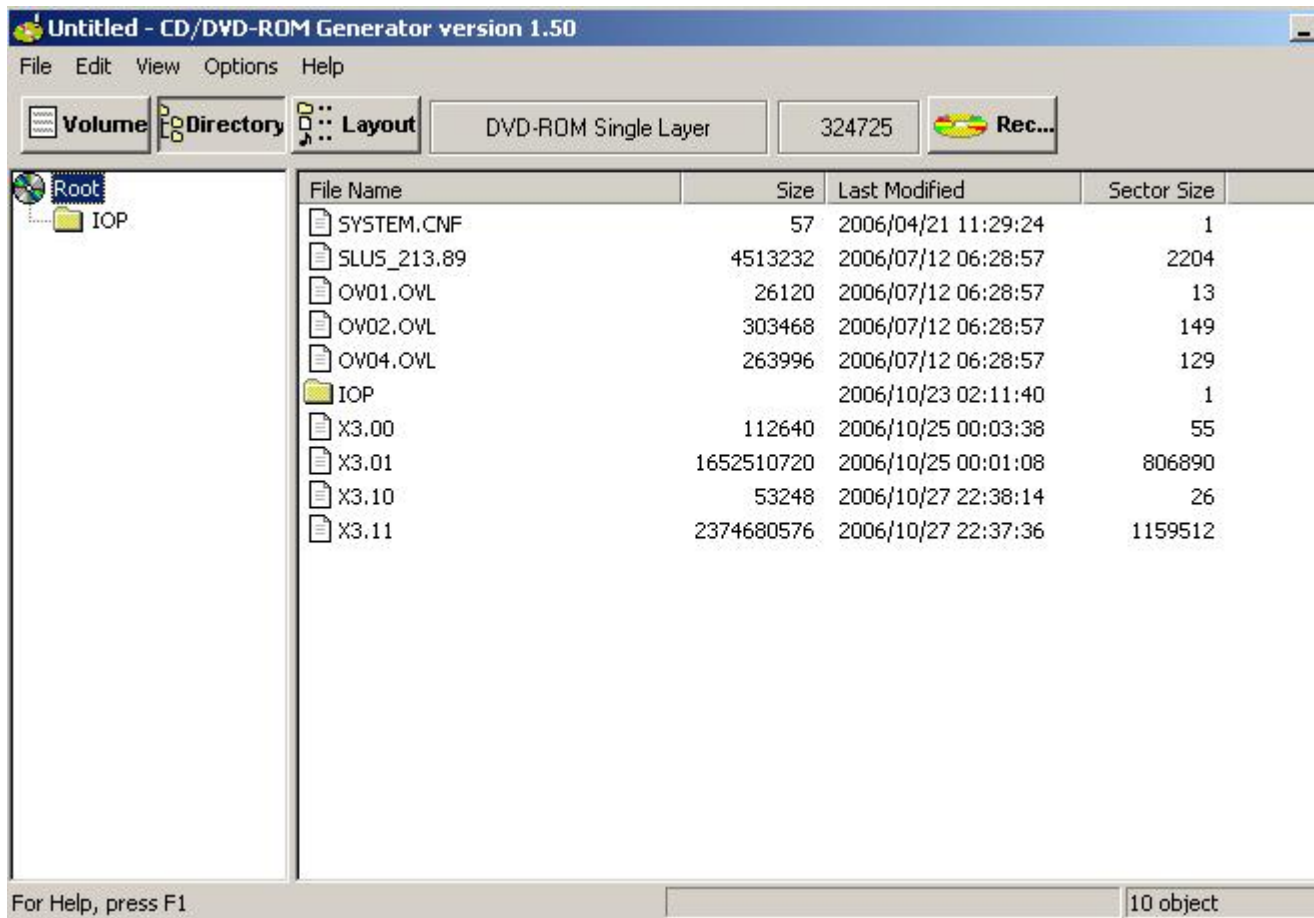 Untitled - CD/DVD-ROM Generator version 1.50
File Edit View Options Help
Volume Directory Layout DVD-ROM Single Layer 324725 Rec...
Root
IOP
File Name Size Last Modified Sector Size
SYSTEM.CNF 57 2006/04/21 11:29:24 1
SLUS_213.89 4513232 2006/07/12 06:28:57 2204
OV01.OVL 26120 2006/07/12 06:28:57 13
OV02.OVL 303468 2006/07/12 06:28:57 149
OV04.OVL 263996 2006/07/12 06:28:57 129
IOP 2006/10/23 02:11:40 1
X3.00 112640 2006/10/25 00:03:38 55
X3.01 1652510720 2006/10/25 00:01:08 806890
X3.10 53248 2006/10/27 22:38:14 26
X3.11 2374680576 2006/10/27 22:37:36 1159512
For Help, press F1 10 object